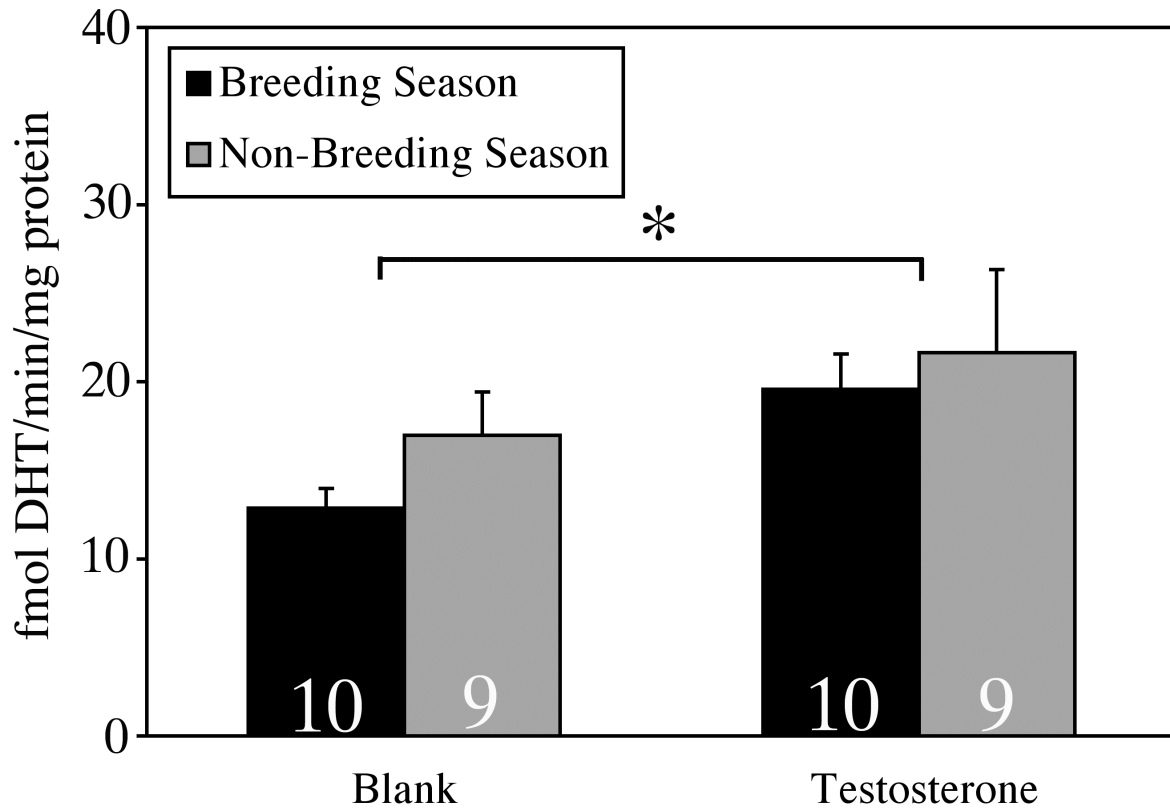 40
30
20
10
0
fmol DHT/min/mg protein
Breeding Season
Non-Breeding Season
*
10
9
10
9
Blank
Testosterone